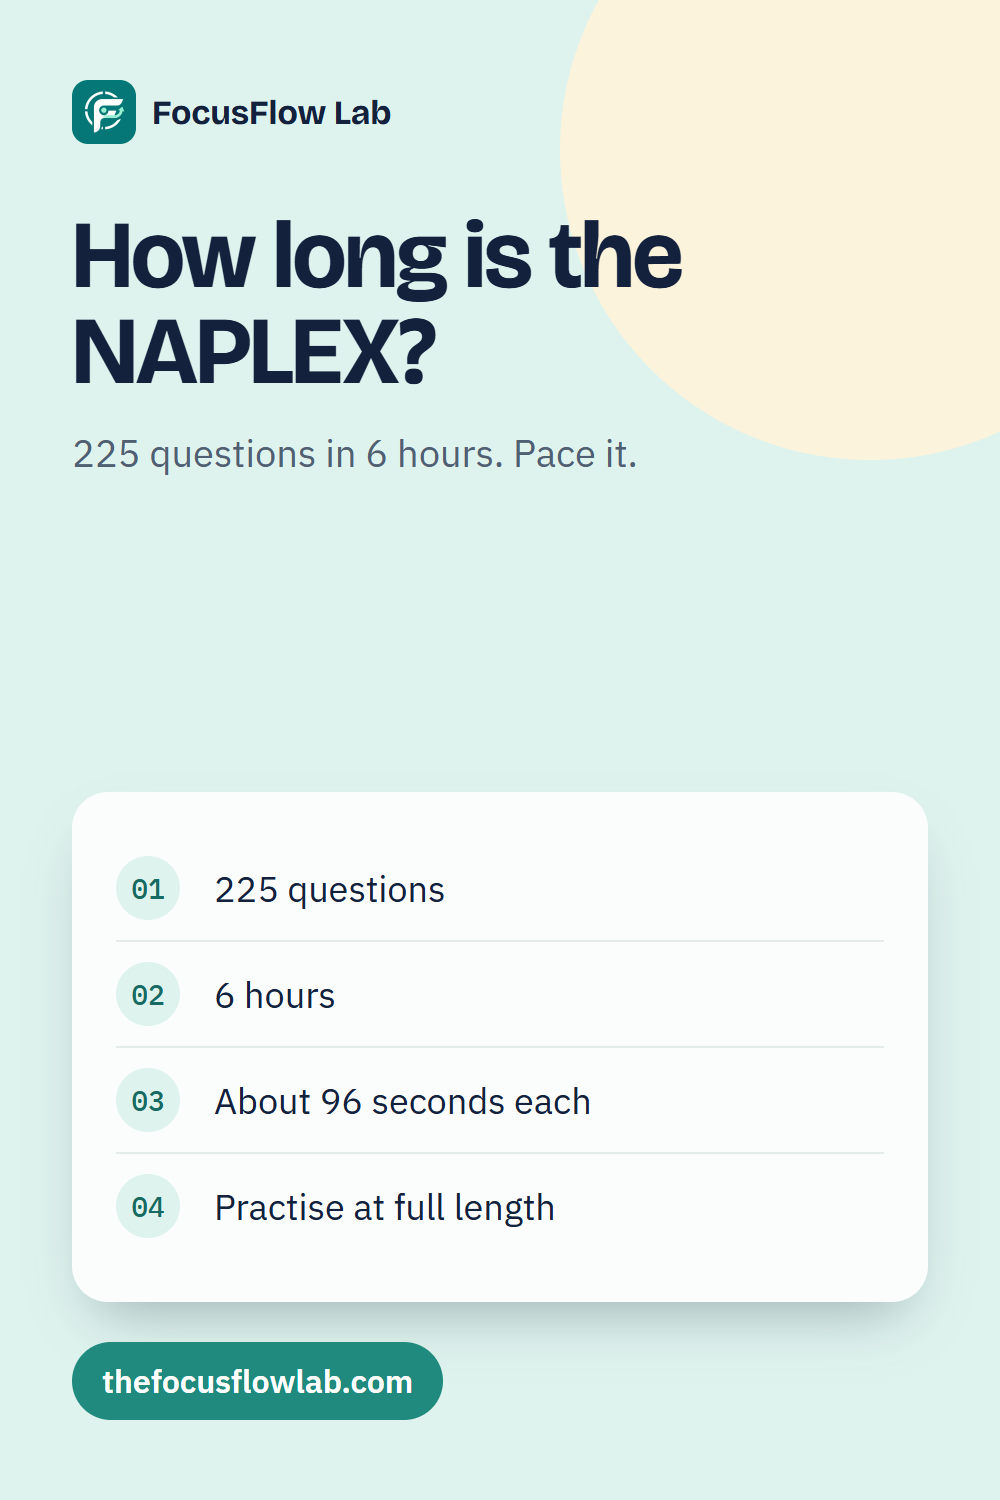 FocusFlow Lab
How long is the
NAPLEX?
225 questions in 6 hours. Pace it.
01 225 questions
02 6 hours
03 About 96 seconds each
04 Practise at full length
thefocusflowlab.com